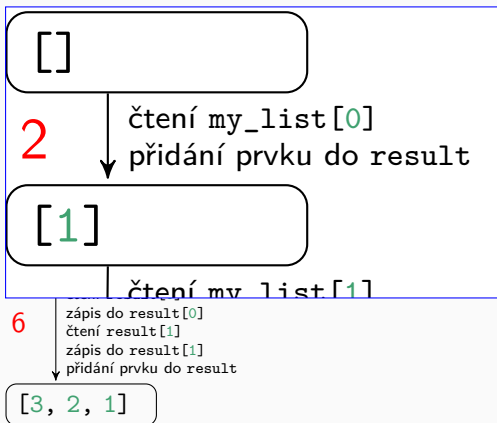 []
2
čtení my_list[0]
přidání prvku do result
[1]
čtení my_list[1]
6
zápis do result[0]
čtení result[1]
zápis do result[1]
přidání prvku do result
[3, 2, 1]